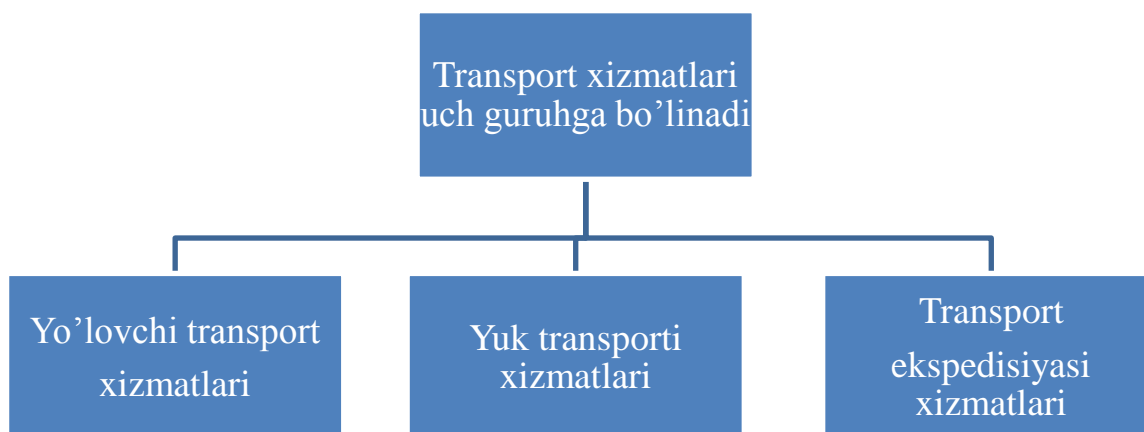 Transport xizmatlari
uch guruhga bo’linadi
Yo’lovchi transport
xizmatlari
Yuk transporti
xizmatlari
Transport
ekspedisiyasi
xizmatlari